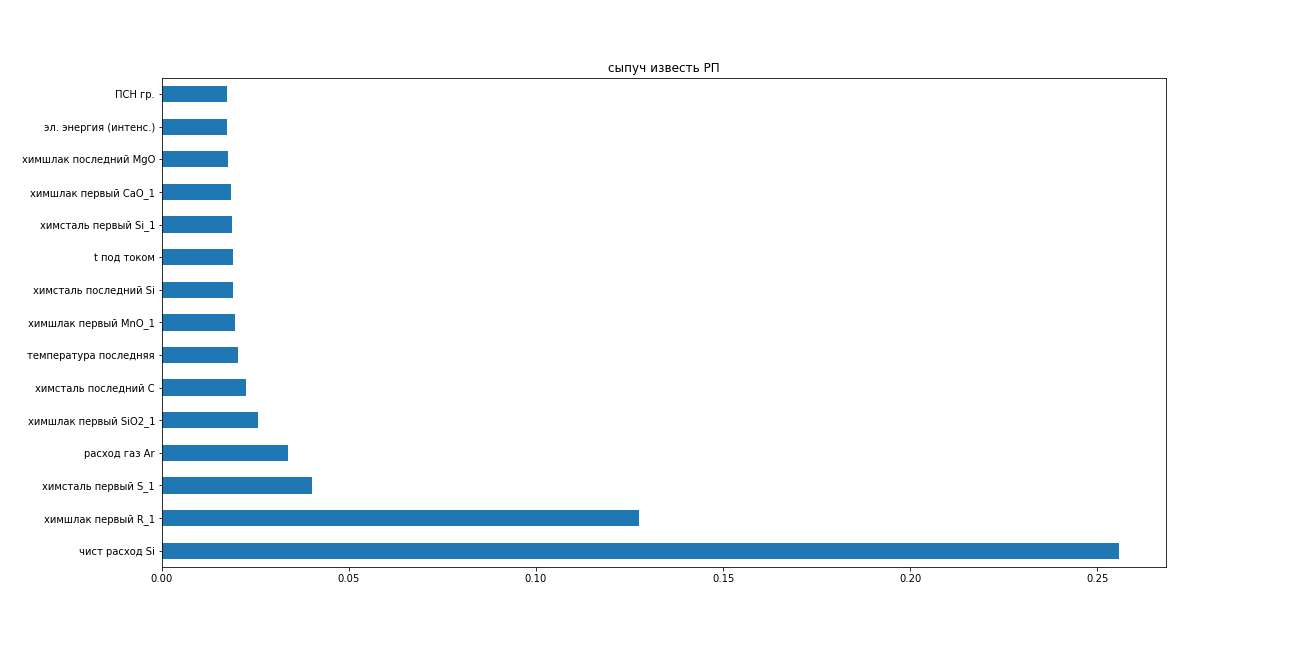 сыпуч известь РП
ПСН гр.
эл. энергия (интенс.)
химшлак последний MgO
химшлак первый CaO_1
химсталь первый Si_1
t под током
химсталь последний Si
химшлак первый MnO_1
температура последняя
химсталь последний C
химшлак первый SiO2_1
расход газ Ar
химсталь первый S_1
химшлак первый R_1
чист расход Si
0.00 0.05 0.10 0.15 0.20 0.25